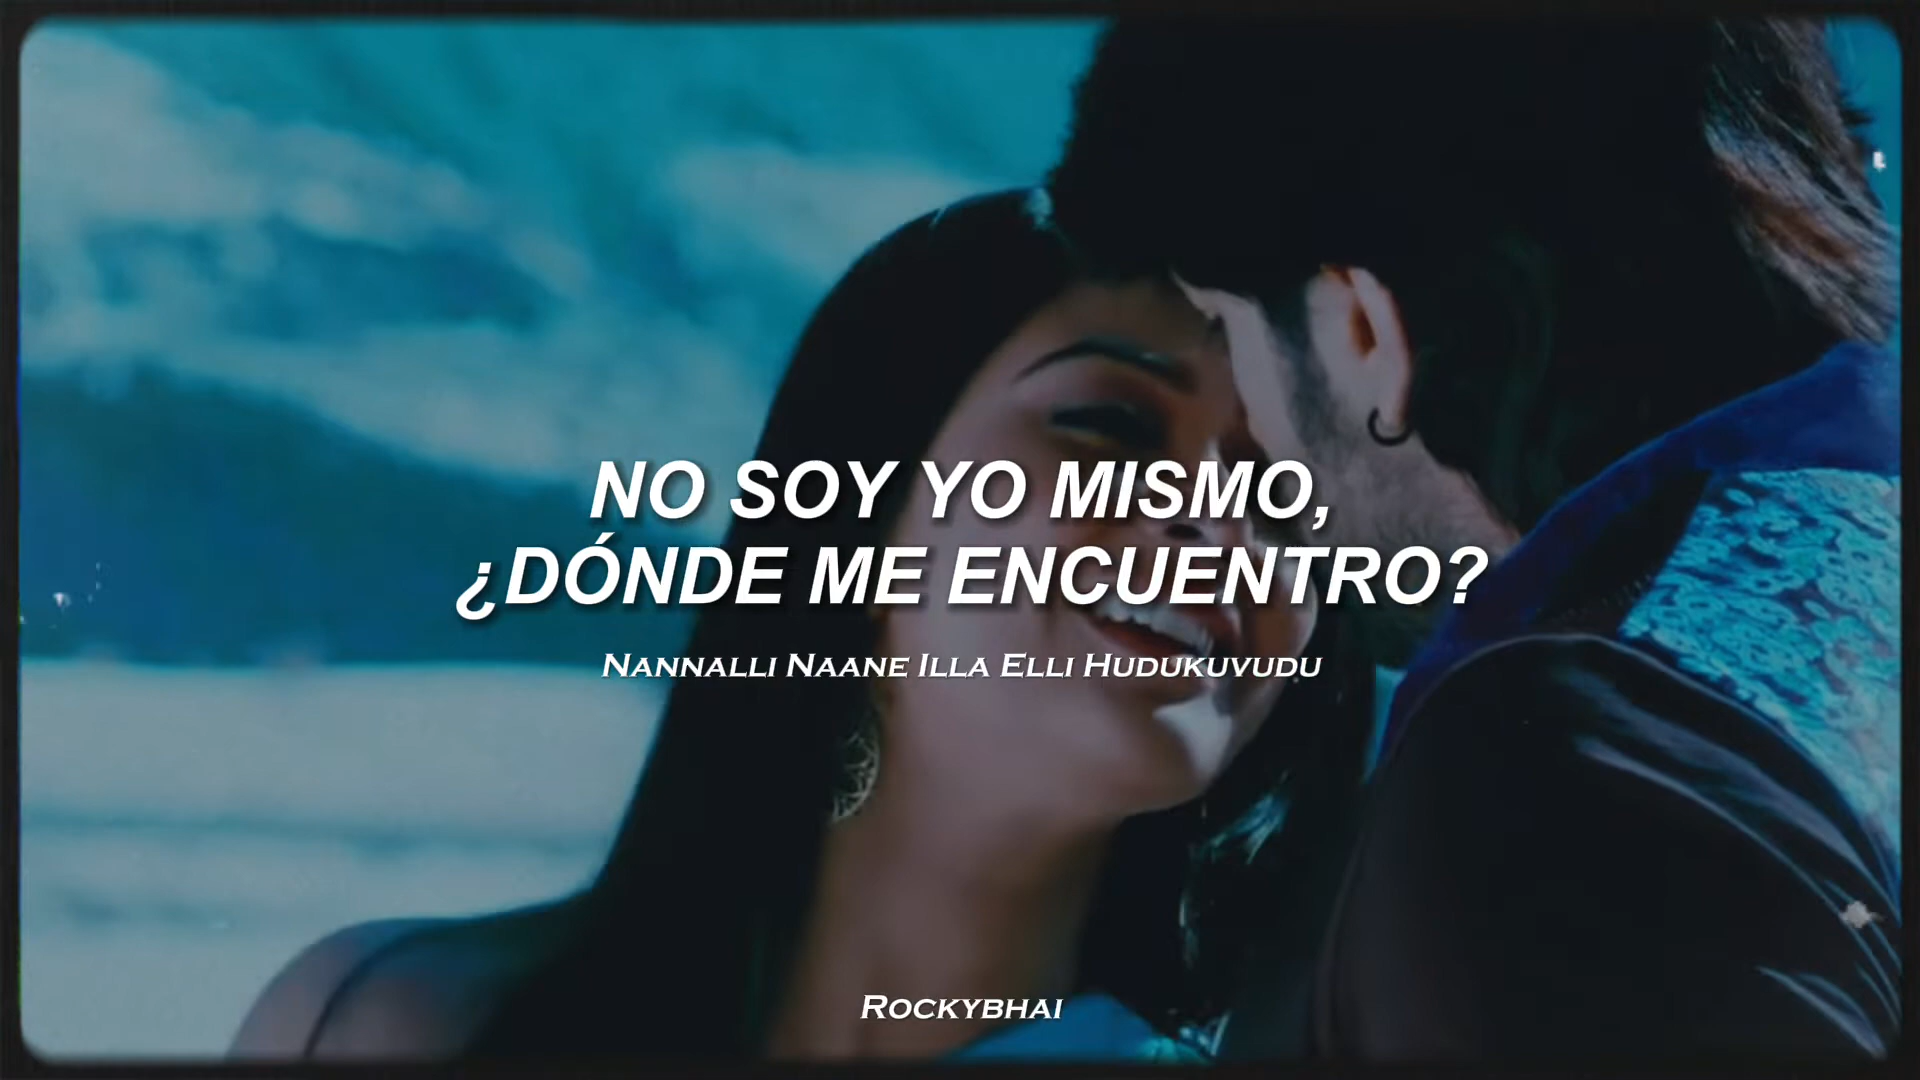 NO SOY YO MISMO,
¿DÓNDE ME ENCUENTRO?
NANNALLI NAANE ILLA ELLI HUDUKUVUDU
ROCKYBHAI